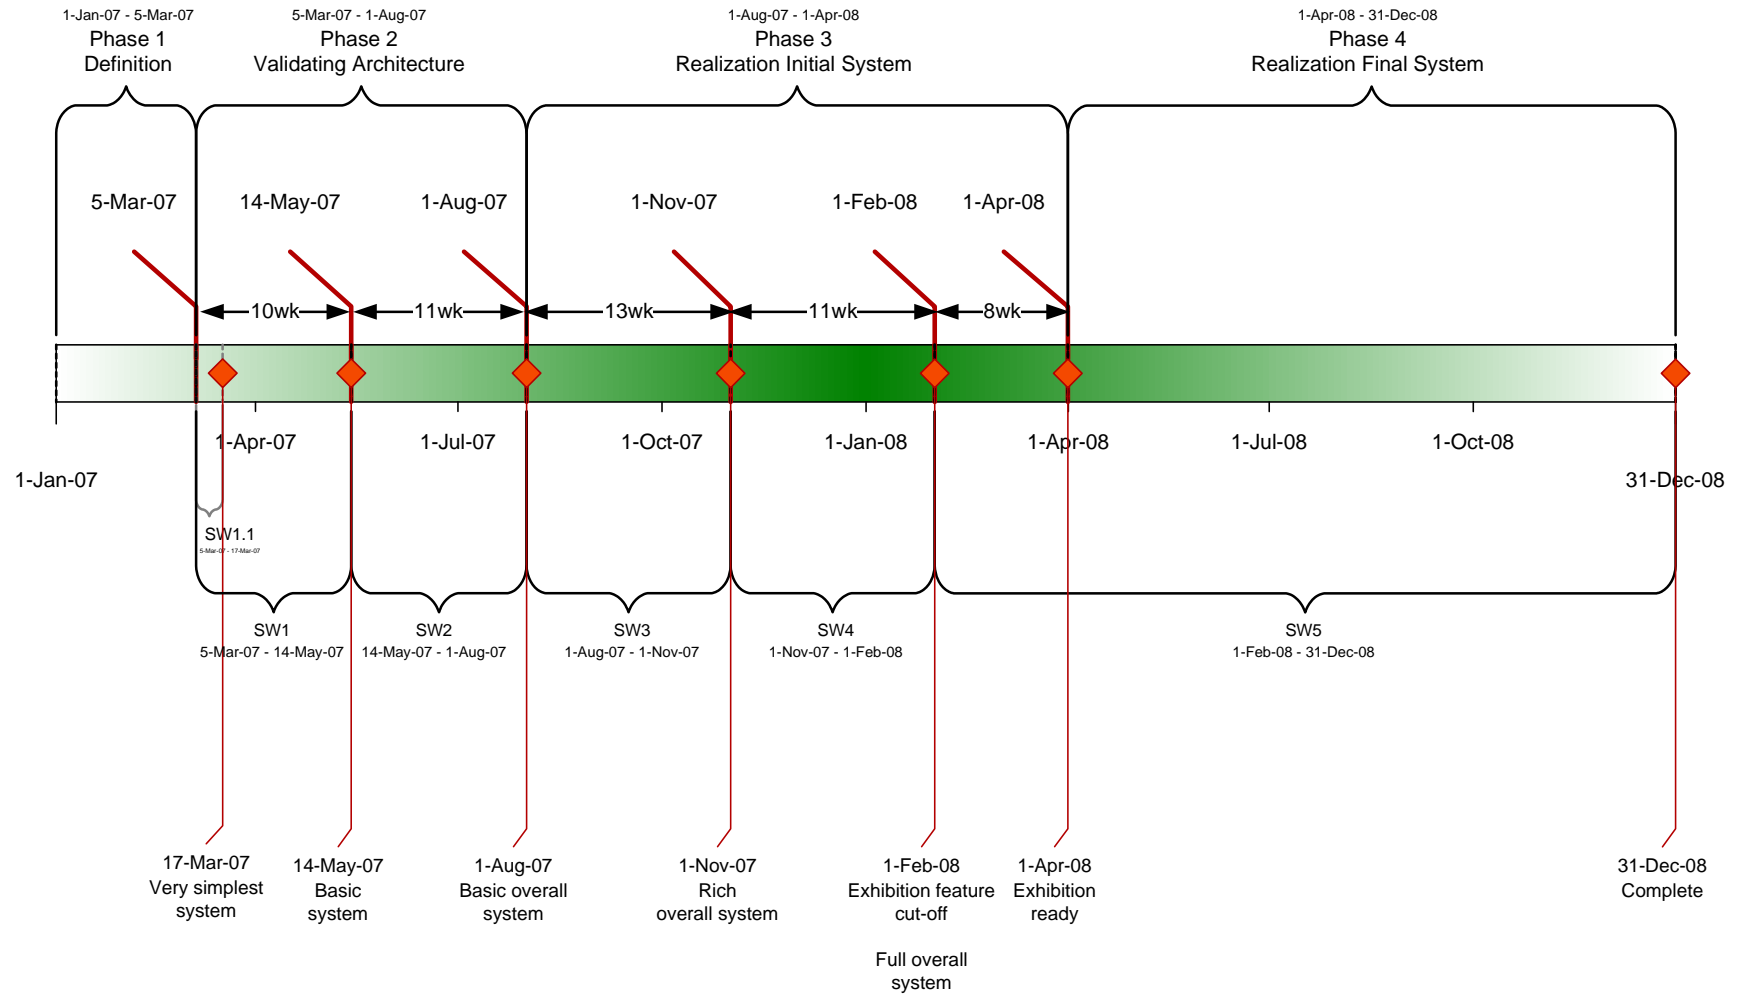 1-Jan-07 - 5-Mar-07
Phase 1
Definition
5-Mar-07 - 1-Aug-07
Phase 2
Validating Architecture
1-Aug-07 - 1-Apr-08
Phase 3
Realization Initial System
1-Apr-08 - 31-Dec-08
Phase 4
Realization Final System
5-Mar-07
14-May-07
1-Aug-07
1-Nov-07
1-Feb-08
1-Apr-08
10wk
11wk
13wk
11wk
8wk
1-Apr-07
1-Jul-07
1-Oct-07
1-Jan-08
1-Apr-08
1-Jul-08
1-Oct-08
1-Jan-07
31-Dec-08
SW1.1
5-Mar-07 - 17-Mar-07
SW1
5-Mar-07 - 14-May-07
SW2
14-May-07 - 1-Aug-07
SW3
1-Aug-07 - 1-Nov-07
SW4
1-Nov-07 - 1-Feb-08
SW5
1-Feb-08 - 31-Dec-08
17-Mar-07
Very simplest
system
14-May-07
Basic
system
1-Aug-07
Basic overall
system
1-Nov-07
Rich
overall system
1-Feb-08
Exhibition feature
cut-off
Full overall
system
1-Apr-08
Exhibition
ready
31-Dec-08
Complete